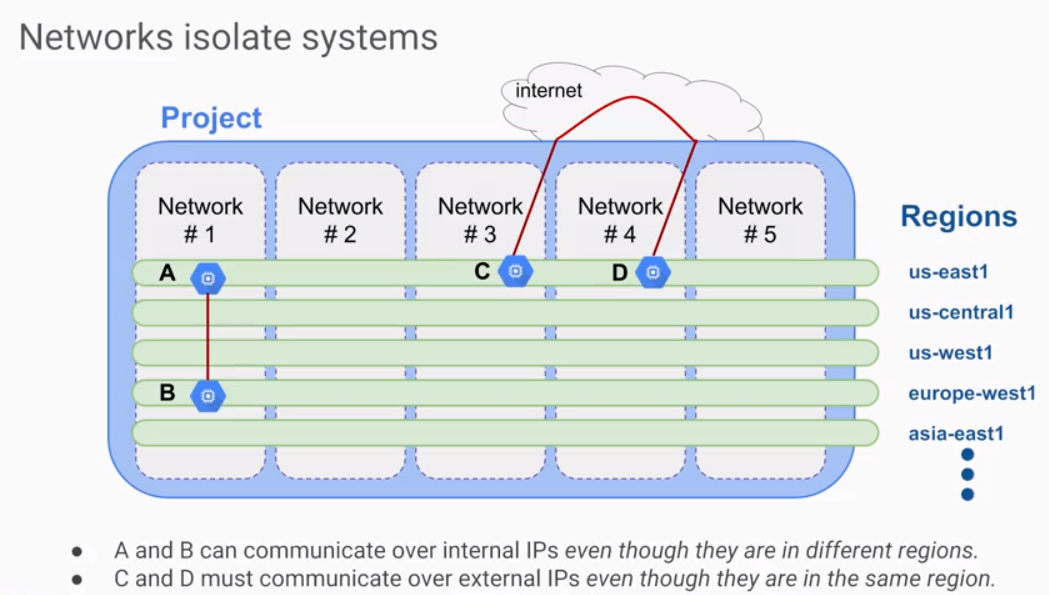 Networks isolate systems
internet
Project
Network
# 1
Network
# 2
Network
# 3
Network
# 4
Network
# 5
Regions
A
C
D
us-east1
us-central1
us-west1
B
europe-west1
asia-east1
● A and B can communicate over internal IPs even though they are in different regions.
● C and D must communicate over external IPs even though they are in the same region.